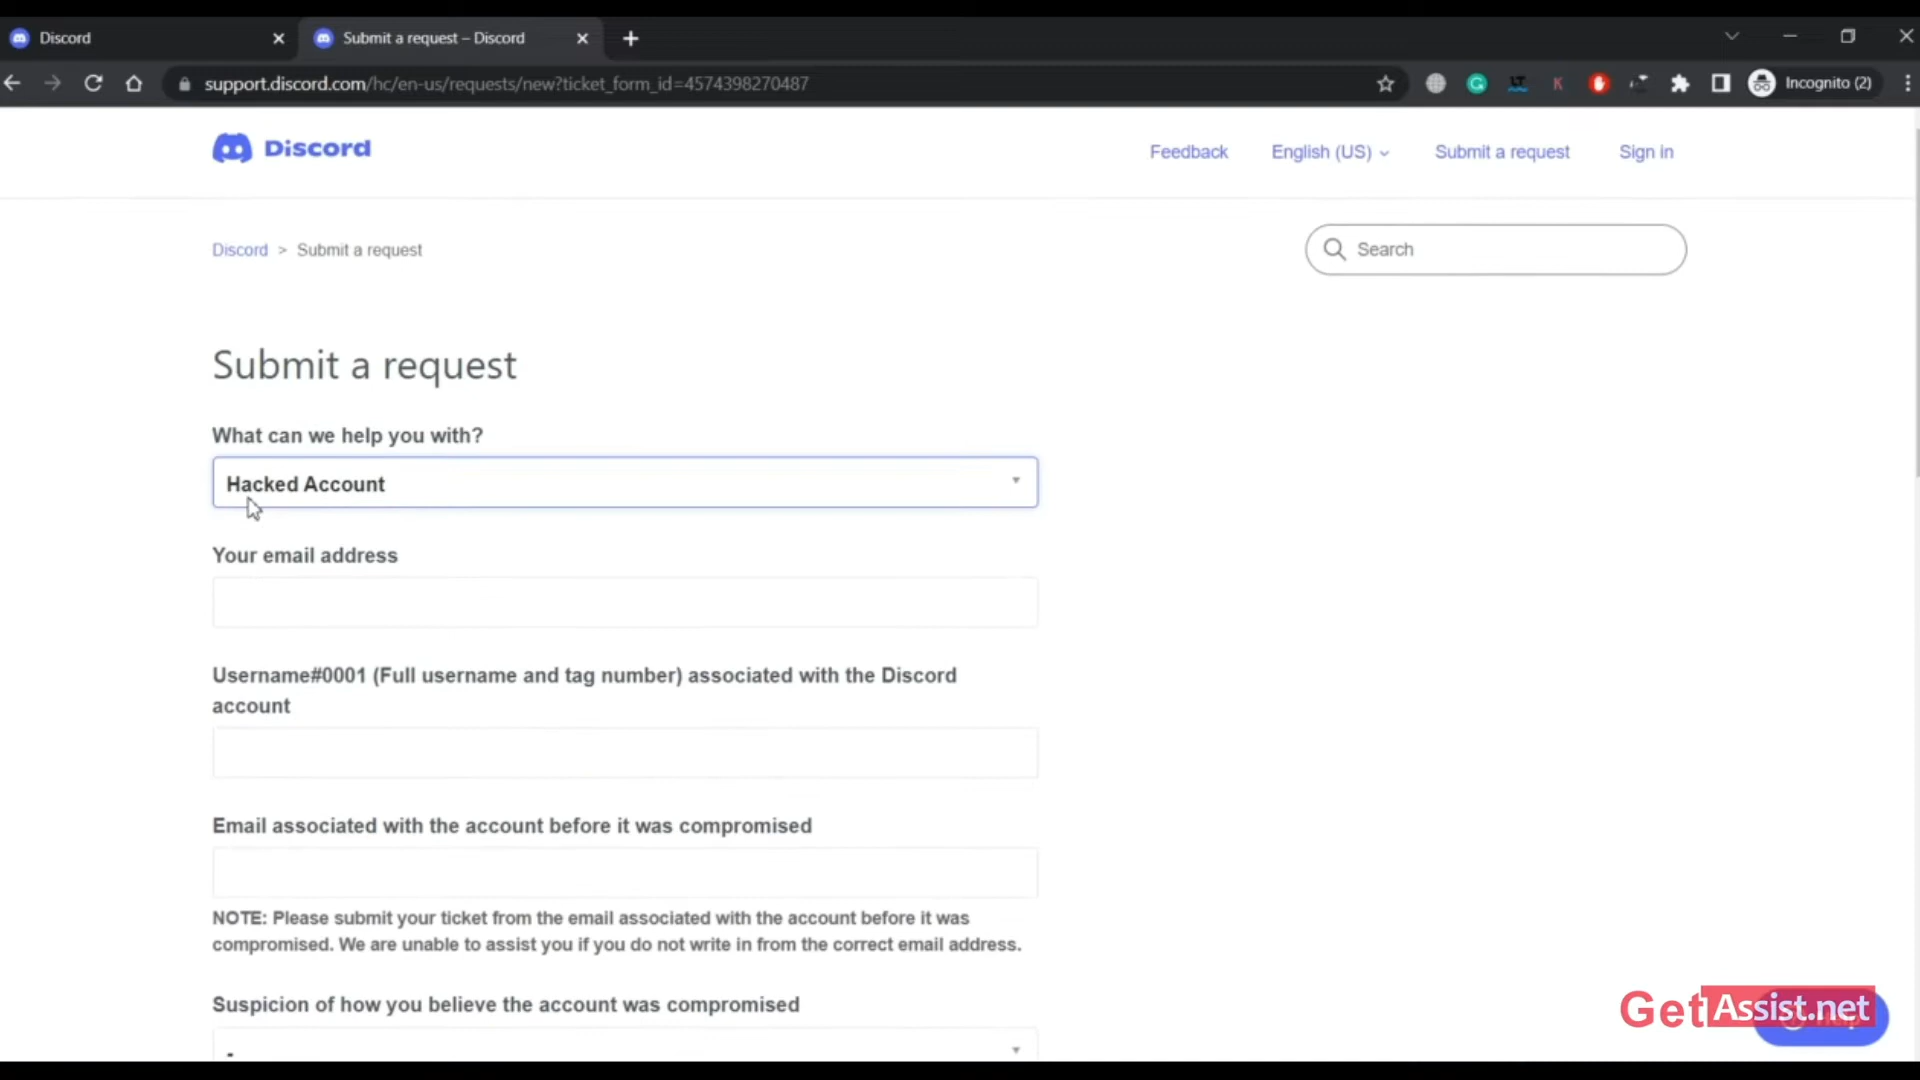 Discord
Submit a request – Discord
support.discord.com/hc/en-us/requests/new?ticket_form_id=4574398270487
Incognito (2)
Discord
Feedback
English (US)
Submit a request
Sign in
Discord > Submit a request
Search
Submit a request
What can we help you with?
Hacked Account
Your email address
Username#0001 (Full username and tag number) associated with the Discord
account
Email associated with the account before it was compromised
NOTE: Please submit your ticket from the email associated with the account before it was
compromised. We are unable to assist you if you do not write in from the correct email address.
Suspicion of how you believe the account was compromised
-
GetAssist.net